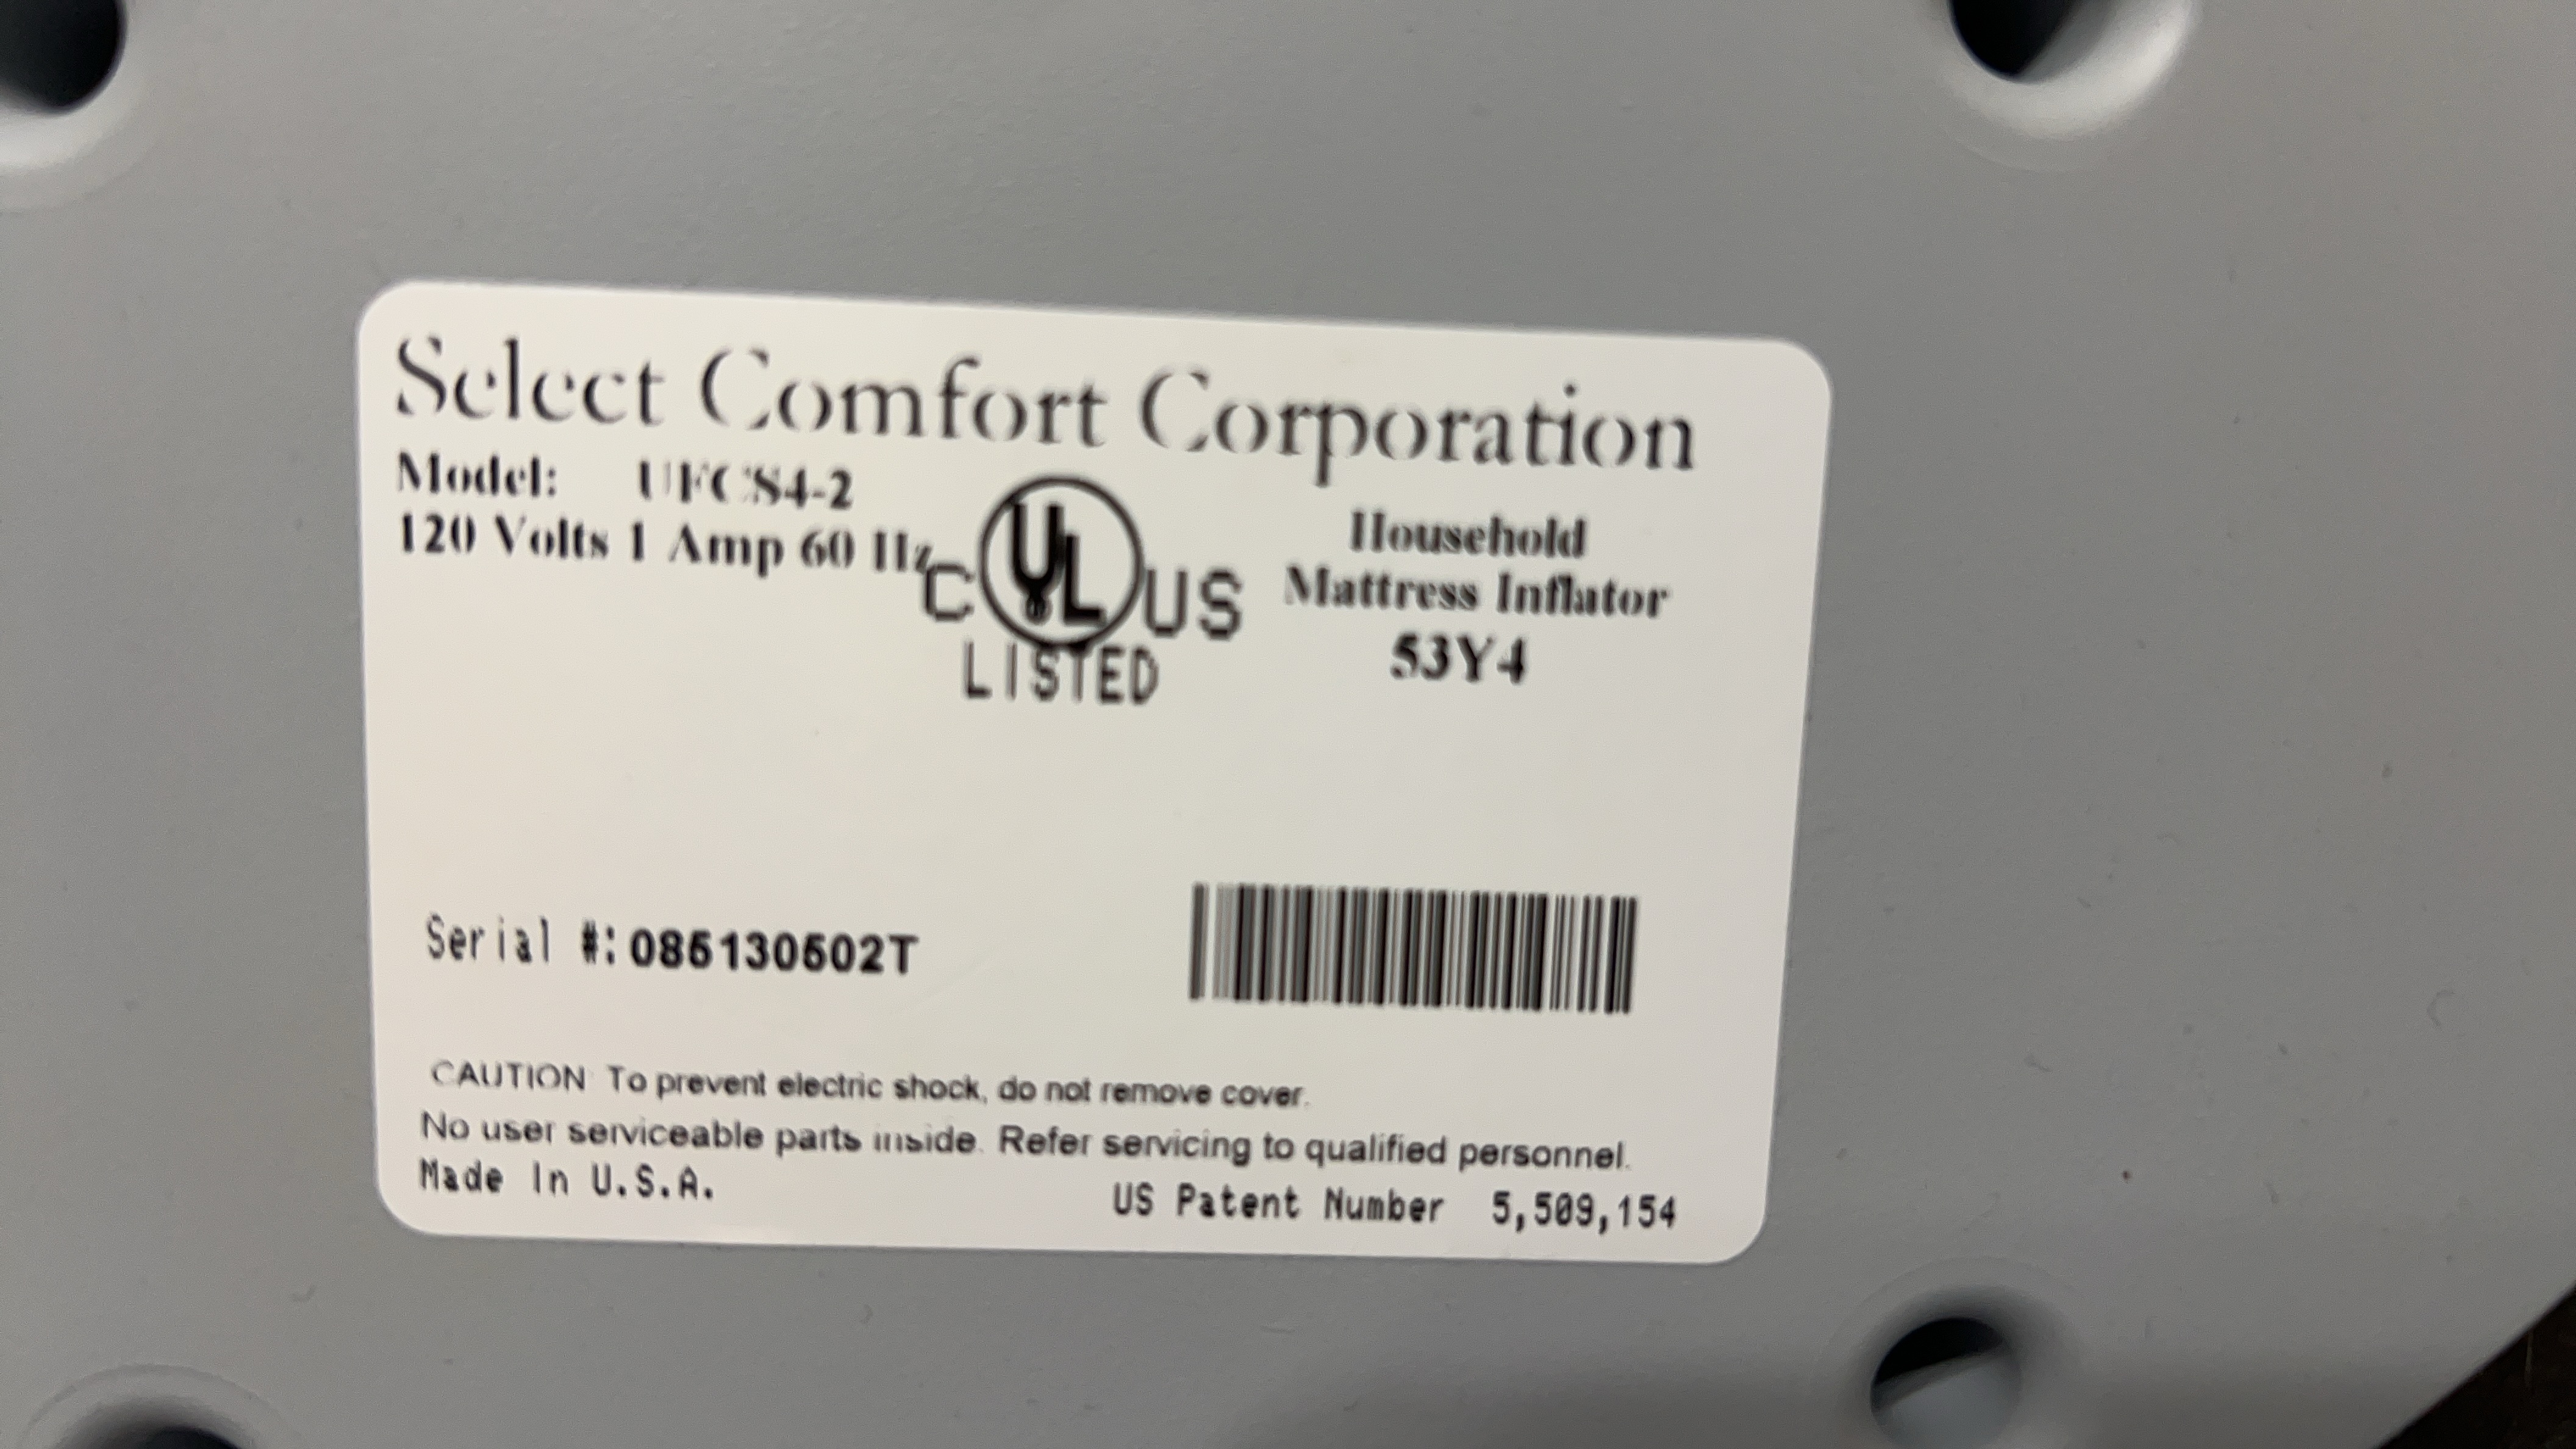 Select Comfort Corporation
Model: UFCS4-2
120 Volts 1 Amp 60 Hz
C UL US
LISTED
Household
Mattress Inflator
53Y4
Serial #: 085130502T
CAUTION: To prevent electric shock, do not remove cover.
No user serviceable parts inside. Refer servicing to qualified personnel.
Made In U.S.A.
US Patent Number 5,509,154